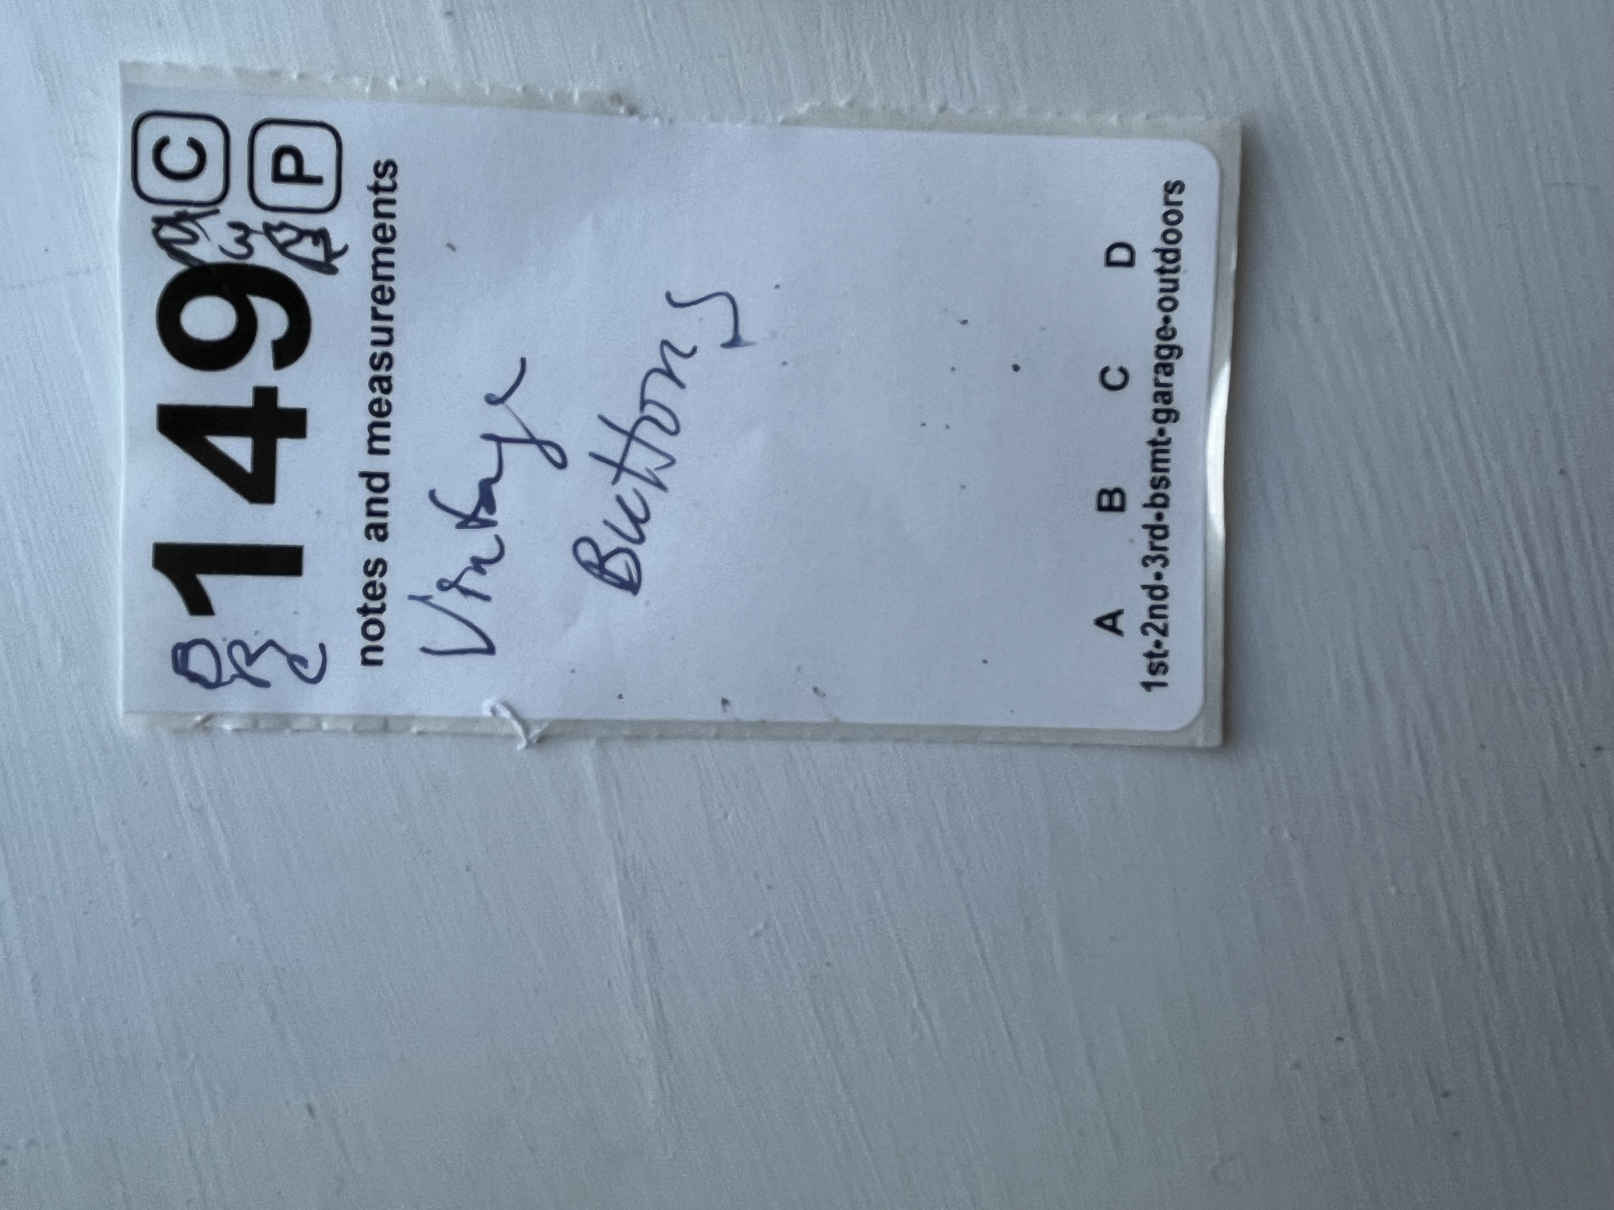 149 C
P
notes and measurements
Vintage
Buttons
A B C D
1st•2nd•3rd•bsmt•garage•outdoors